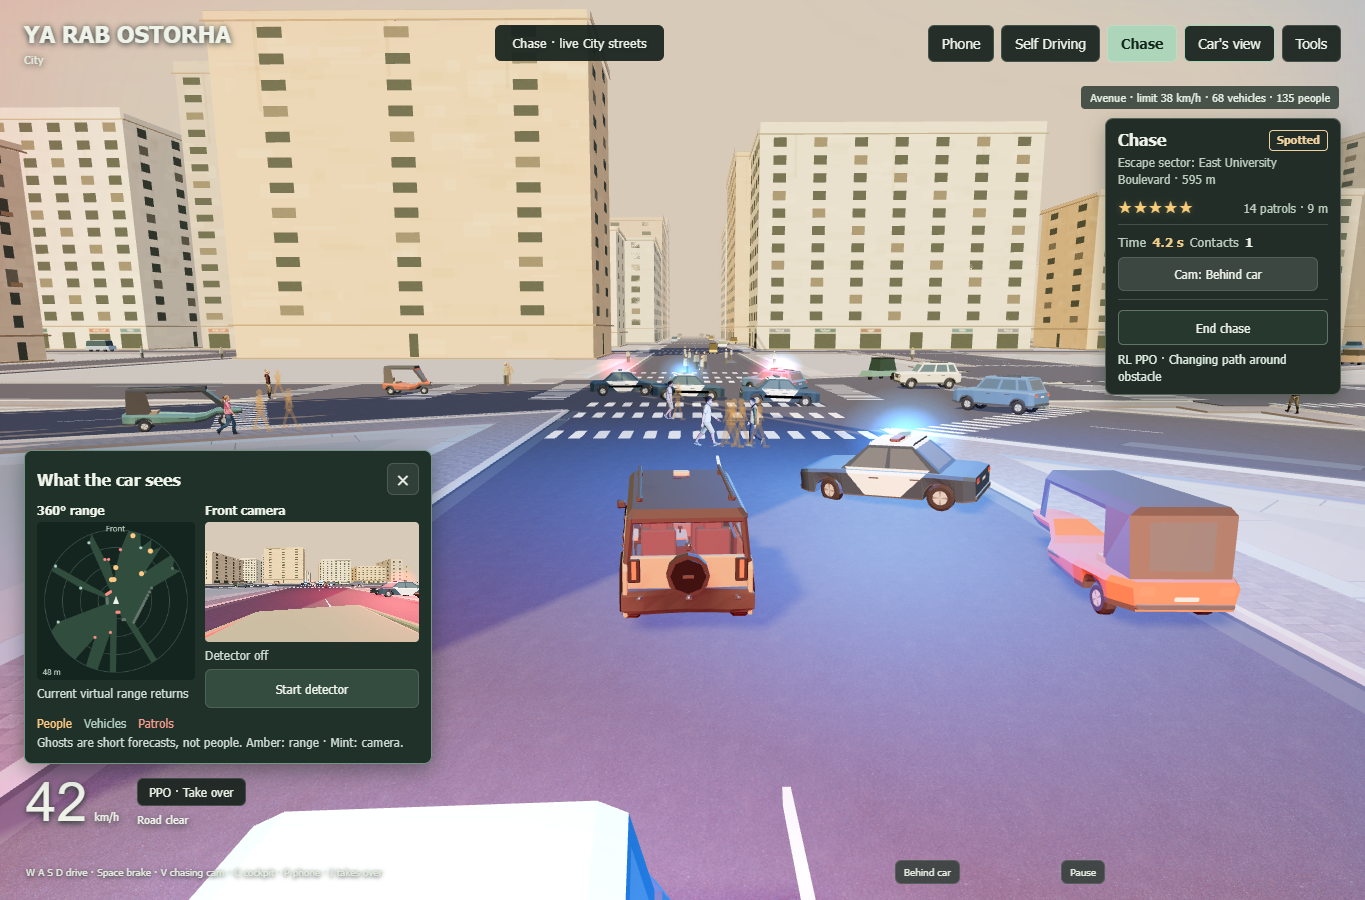 YA RAB OSTORHA
City
Chase · live City streets
Phone
Self Driving
Chase
Car's view
Tools
Avenue · limit 38 km/h · 68 vehicles · 135 people
Chase
Spotted
Escape sector: East University
Boulevard · 595 m
★★★★★
14 patrols · 9 m
Time 4.2 s Contacts 1
Cam: Behind car
End chase
RL PPO · Changing path around
obstacle
What the car sees
×
360° range
Front camera
Front
48 m
Detector off
Current virtual range returns
Start detector
People Vehicles Patrols
Ghosts are short forecasts, not people. Amber: range · Mint: camera.
42 km/h
PPO · Take over
Road clear
W A S D drive · Space brake · V chasing cam · E cockpit · P phone · I takes over
Behind car
Pause